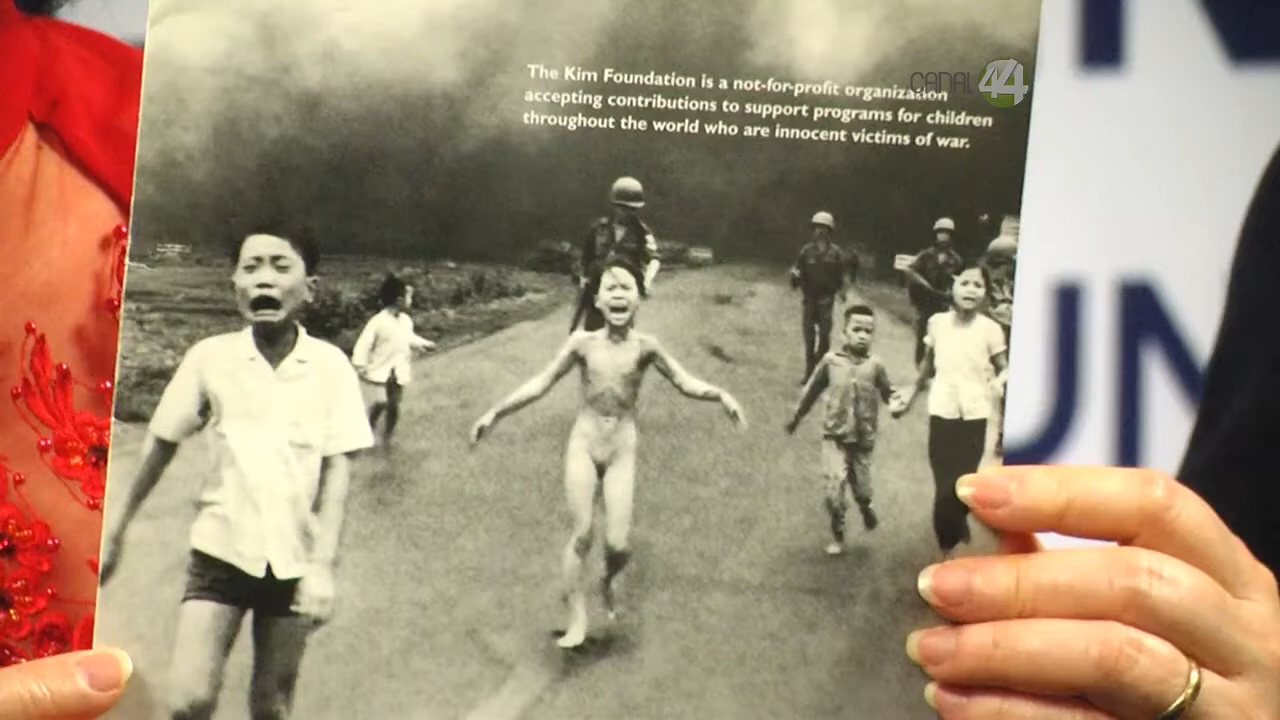 The Kim Foundation is a not-for-profit organization
accepting contributions to support programs for children
throughout the world who are innocent victims of war.
CANAL 44
UN